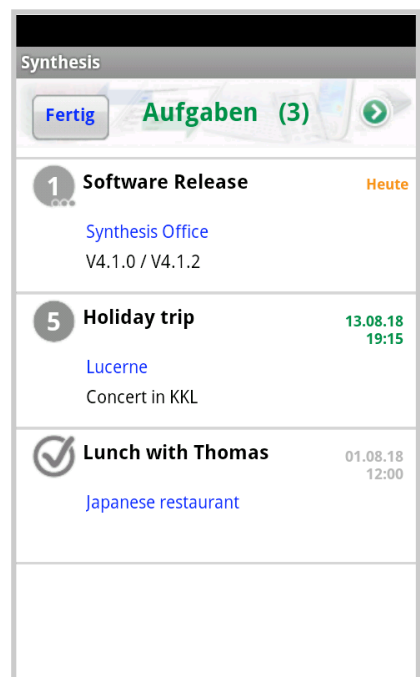 Synthesis
Fertig
Aufgaben (3)
1 Software Release Heute
Synthesis Office
V4.1.0 / V4.1.2
5 Holiday trip 13.08.18
19:15
Lucerne
Concert in KKL
Lunch with Thomas 01.08.18
12:00
Japanese restaurant